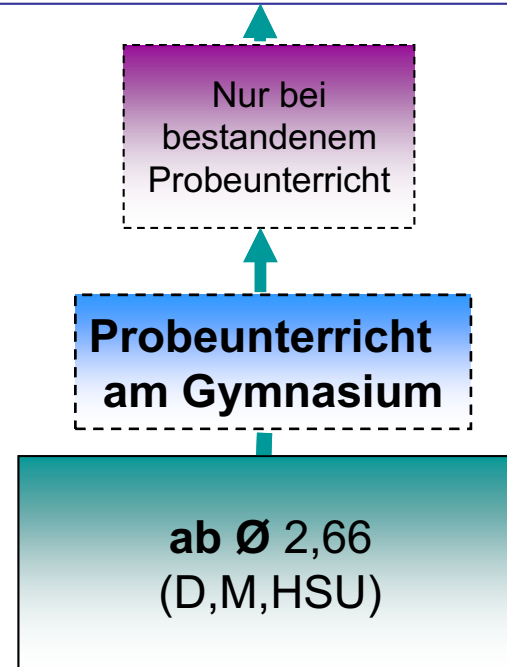 Nur bei
bestandenem
Probeunterricht
Probeunterricht
am Gymnasium
ab Ø 2,66
(D,M,HSU)